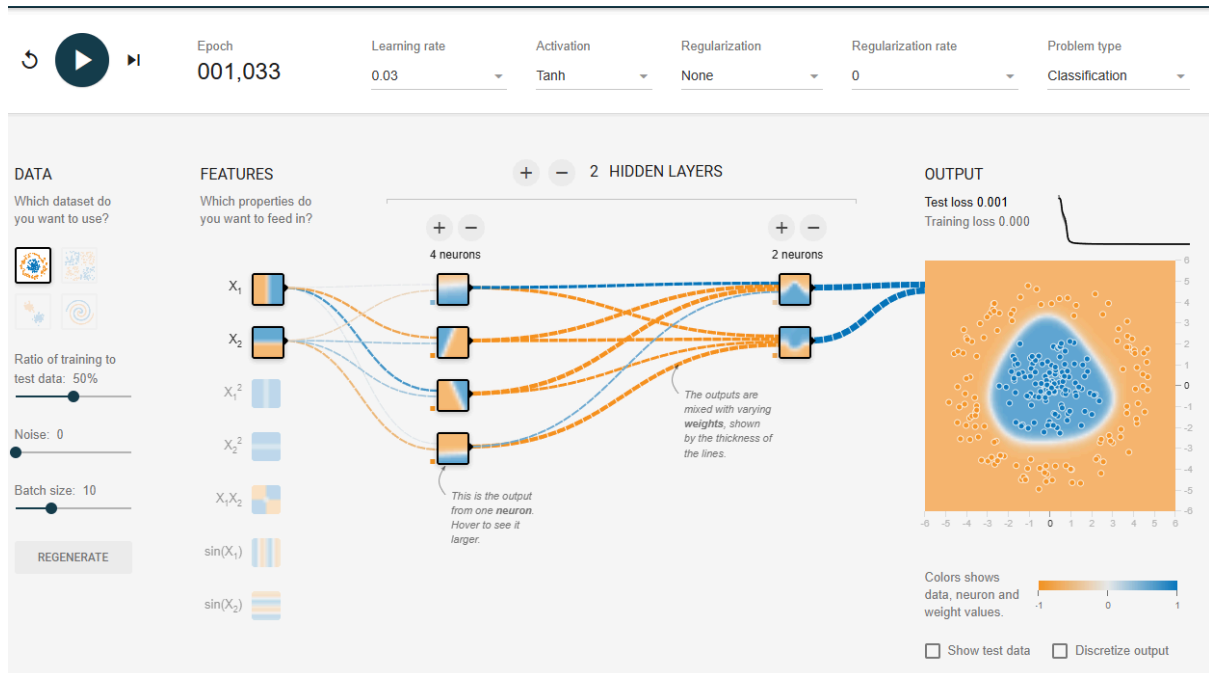 Epoch
001,033
Learning rate
0.03
Activation
Tanh
Regularization
None
Regularization rate
0
Problem type
Classification
DATA
Which dataset do
you want to use?
Ratio of training to
test data: 50%
Noise: 0
Batch size: 10
REGENERATE
FEATURES
Which properties do
you want to feed in?
X₁
X₂
X₁²
X₂²
X₁X₂
sin(X₁)
sin(X₂)
+ − 2 HIDDEN LAYERS
+ −
4 neurons
+ −
2 neurons
This is the output
from one neuron.
Hover to see it
larger.
The outputs are
mixed with varying
weights, shown
by the thickness of
the lines.
OUTPUT
Test loss 0.001
Training loss 0.000
6
5
4
3
2
1
0
-1
-2
-3
-4
-5
-6
-6 -5 -4 -3 -2 -1 0 1 2 3 4 5 6
Colors shows
data, neuron and
weight values.
-1 0 1
Show test data
Discretize output